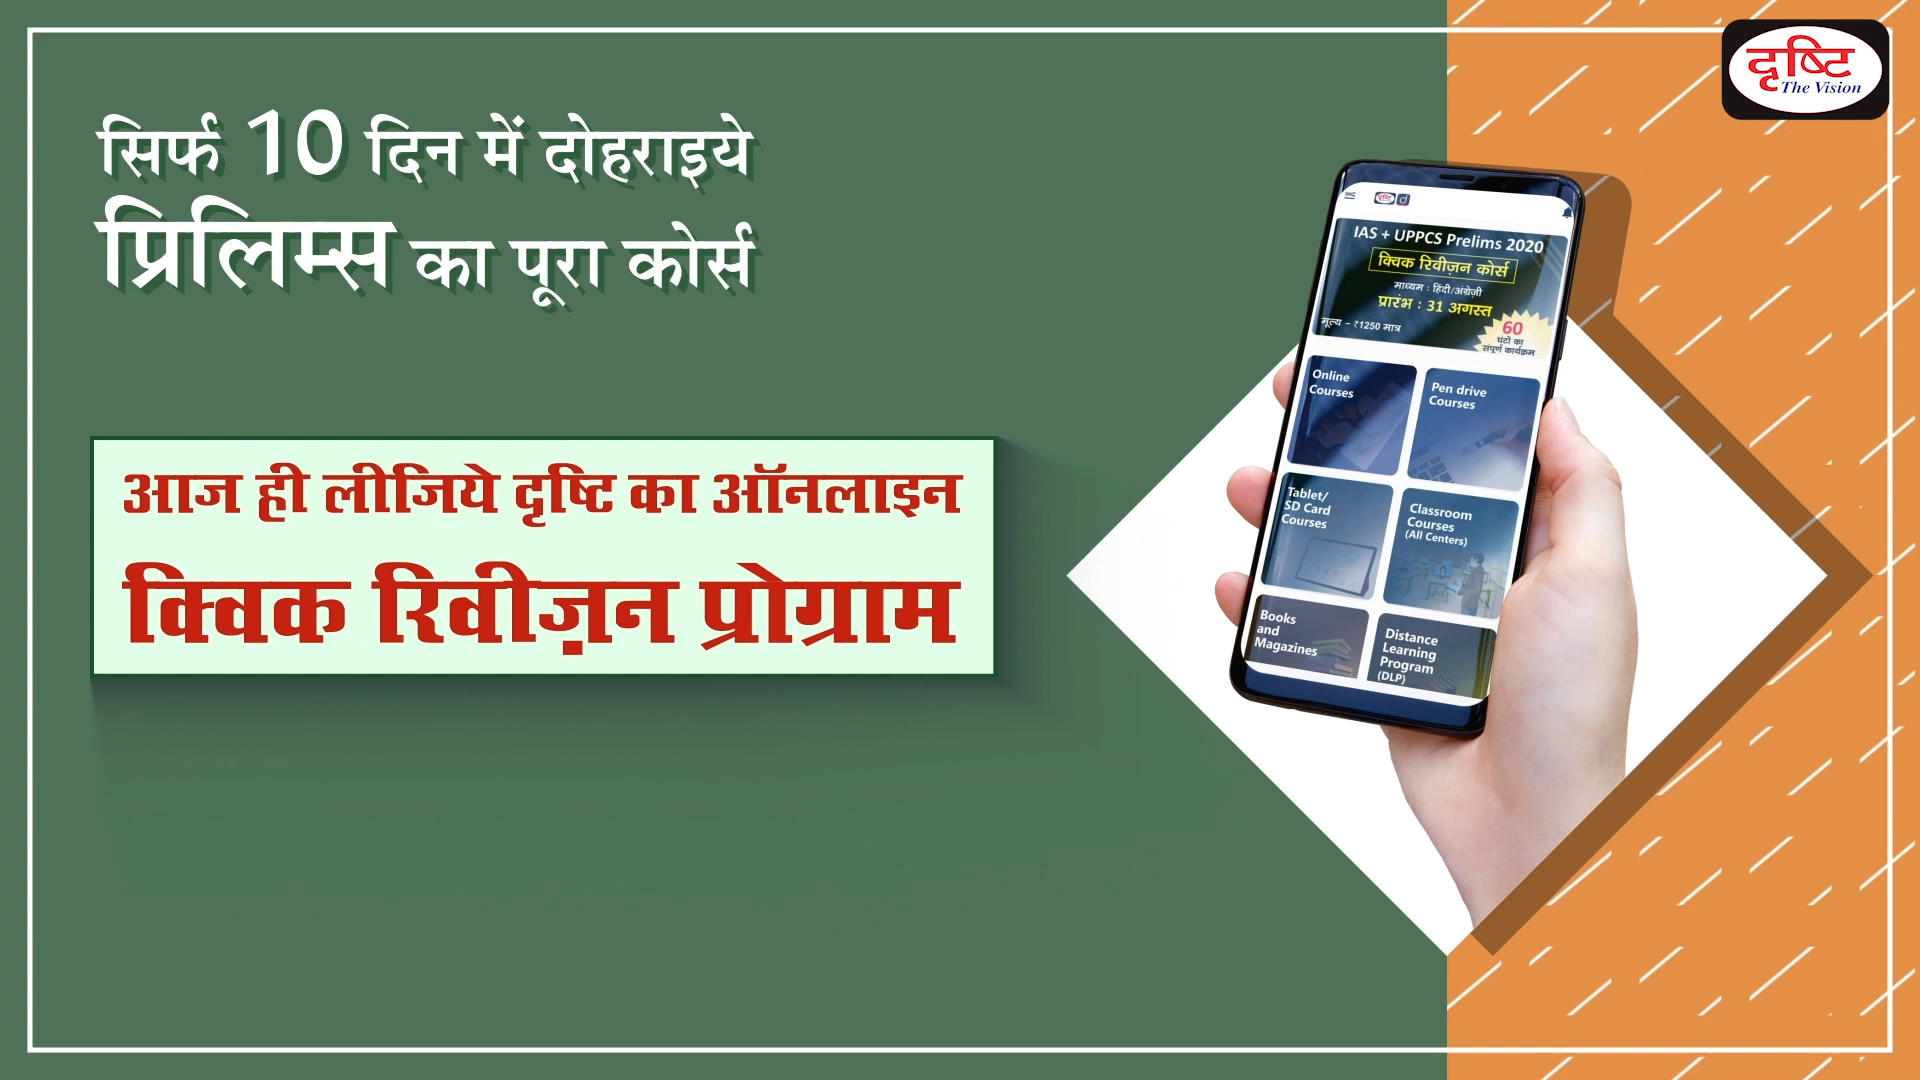 दृष्टि
The Vision
सिर्फ 10 दिन में दोहराइये
प्रिलिम्स का पूरा कोर्स
आज ही लीजिये दृष्टि का ऑनलाइन
क्विक रिवीज़न प्रोग्राम
दृष्टि d
IAS + UPPCS Prelims 2020
क्विक रिवीज़न कोर्स
माध्यम : हिंदी/अंग्रेज़ी
प्रारंभ : 31 अगस्त
मूल्य - ₹1250 मात्र
60
घंटों का
संपूर्ण कार्यक्रम
Online
Courses
Pen drive
Courses
Tablet/
SD Card
Courses
Classroom
Courses
(All Centers)
Books
and
Magazines
Distance
Learning
Program
(DLP)